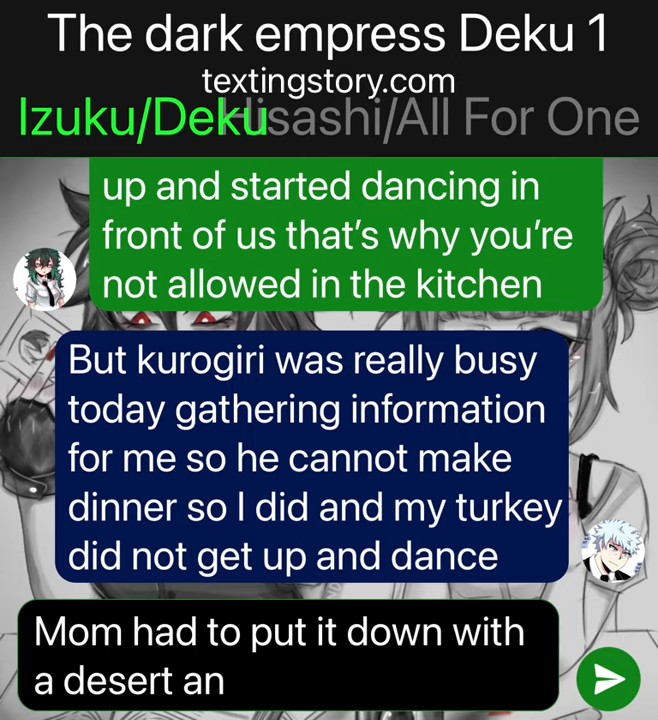 The dark empress Deku 1
textingstory.com
Izuku/Deku Hisashi/All For One
up and started dancing in
front of us that's why you're
not allowed in the kitchen
But kurogiri was really busy
today gathering information
for me so he cannot make
dinner so I did and my turkey
did not get up and dance
Mom had to put it down with
a desert an